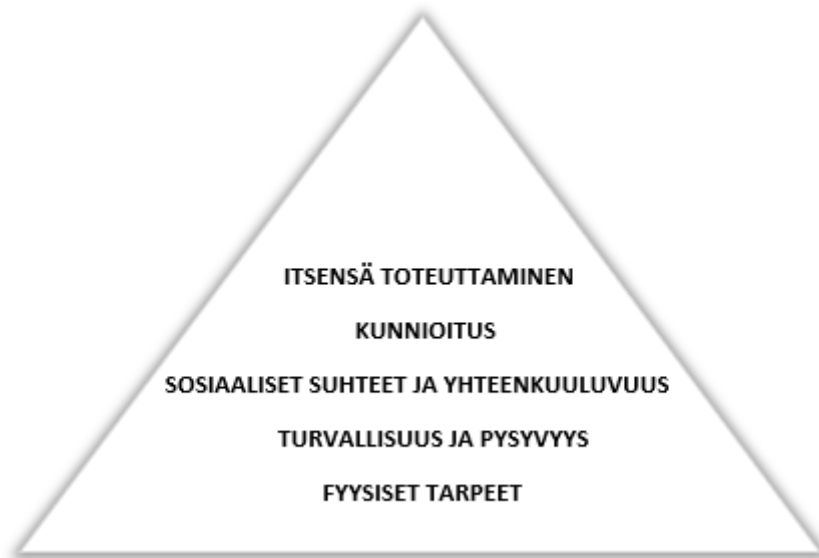 ITSENSÄ TOTEUTTAMINEN
KUNNIOITUS
SOSIAALISET SUHTEET JA YHTEENKUULUVUUS
TURVALLISUUS JA PYSYVYYS
FYYSISET TARPEET